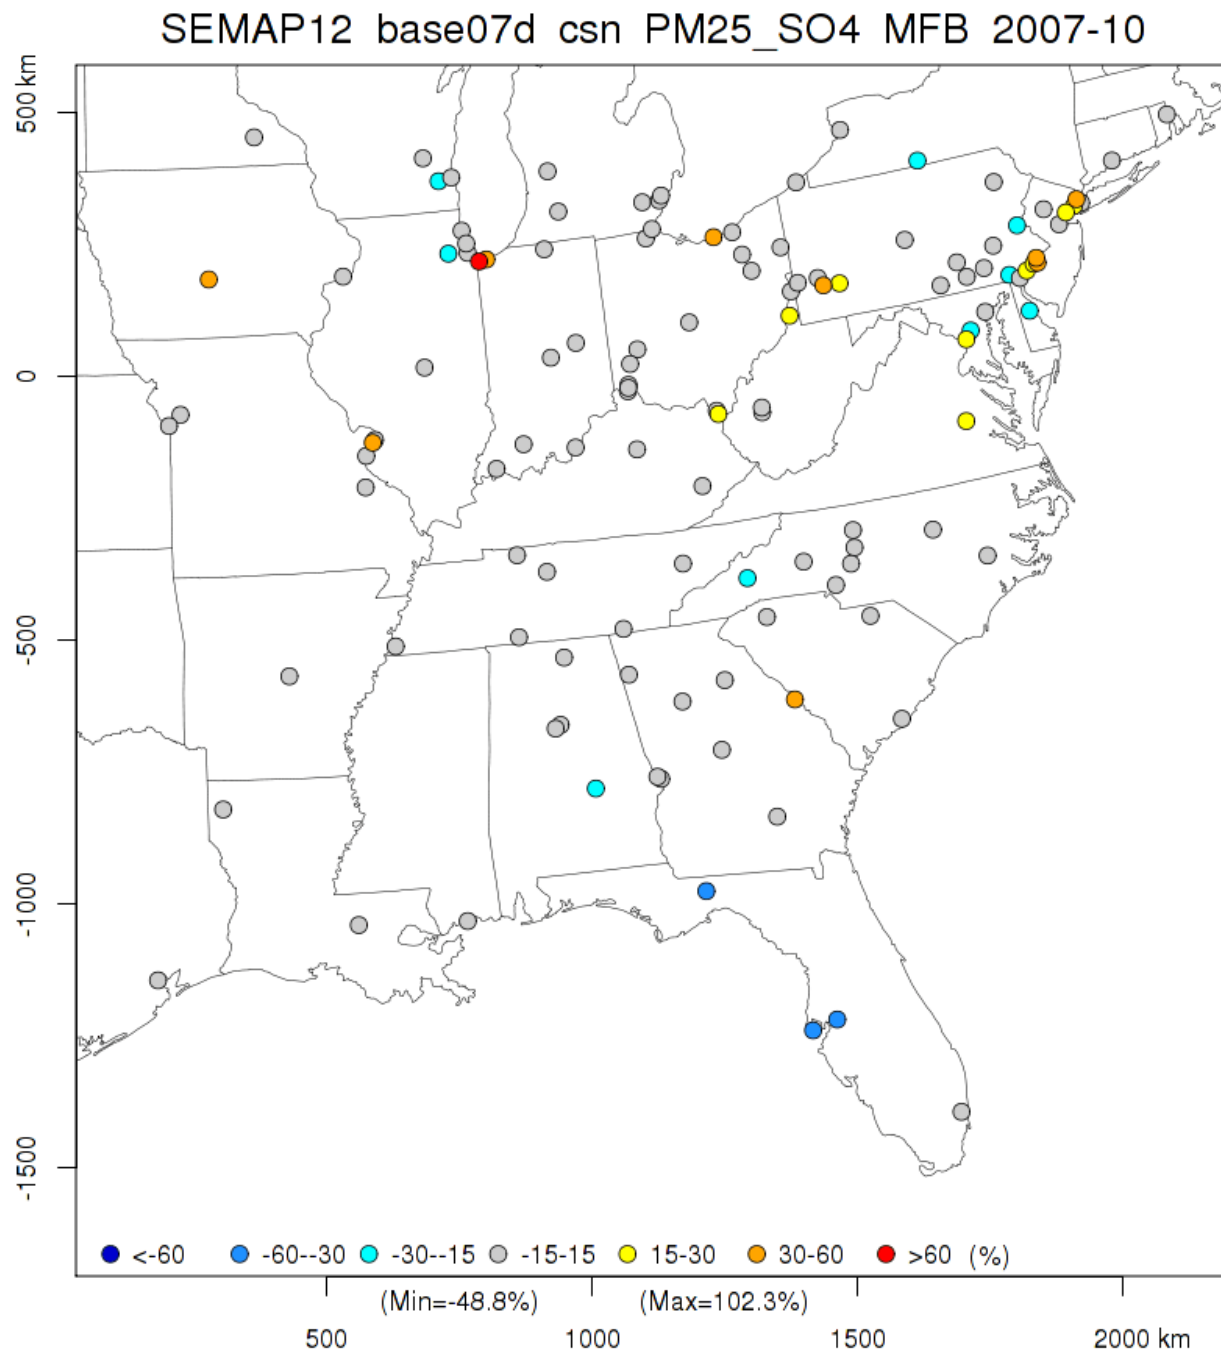 SEMAP12 base07d csn PM25_SO4 MFB 2007-10
500 km
0
-500
-1000
-1500
<-60 -60--30 -30--15 -15-15 15-30 30-60 >60 (%)
(Min=-48.8%) (Max=102.3%)
500 1000 1500 2000 km